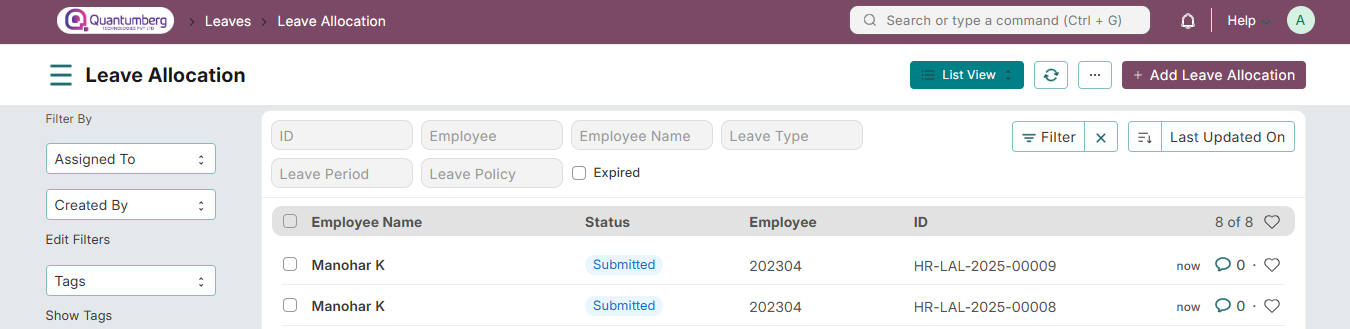 Quantumberg
TECHNOLOGIES PVT LTD
Leaves
Leave Allocation
Search or type a command (Ctrl + G)
Help
A
Leave Allocation
List View
+ Add Leave Allocation
Filter By
Assigned To
Created By
Edit Filters
Tags
Show Tags
ID
Employee
Employee Name
Leave Type
Filter
Last Updated On
Leave Period
Leave Policy
Expired
Employee Name Status Employee ID 8 of 8
Manohar K Submitted 202304 HR-LAL-2025-00009 now 0 ·
Manohar K Submitted 202304 HR-LAL-2025-00008 now 0 ·